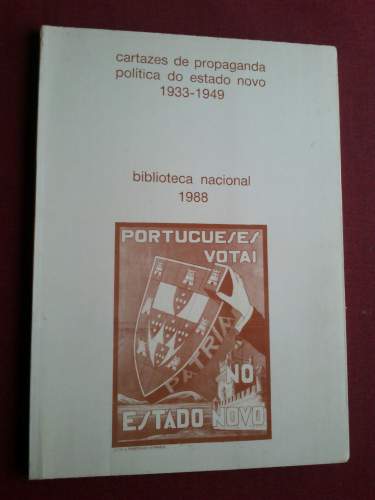 cartazes de propaganda
política do estado novo
1933-1949
biblioteca nacional
1988
PORTUGUESES
VOTAI
PATRIA
NO
ESTADO NOVO